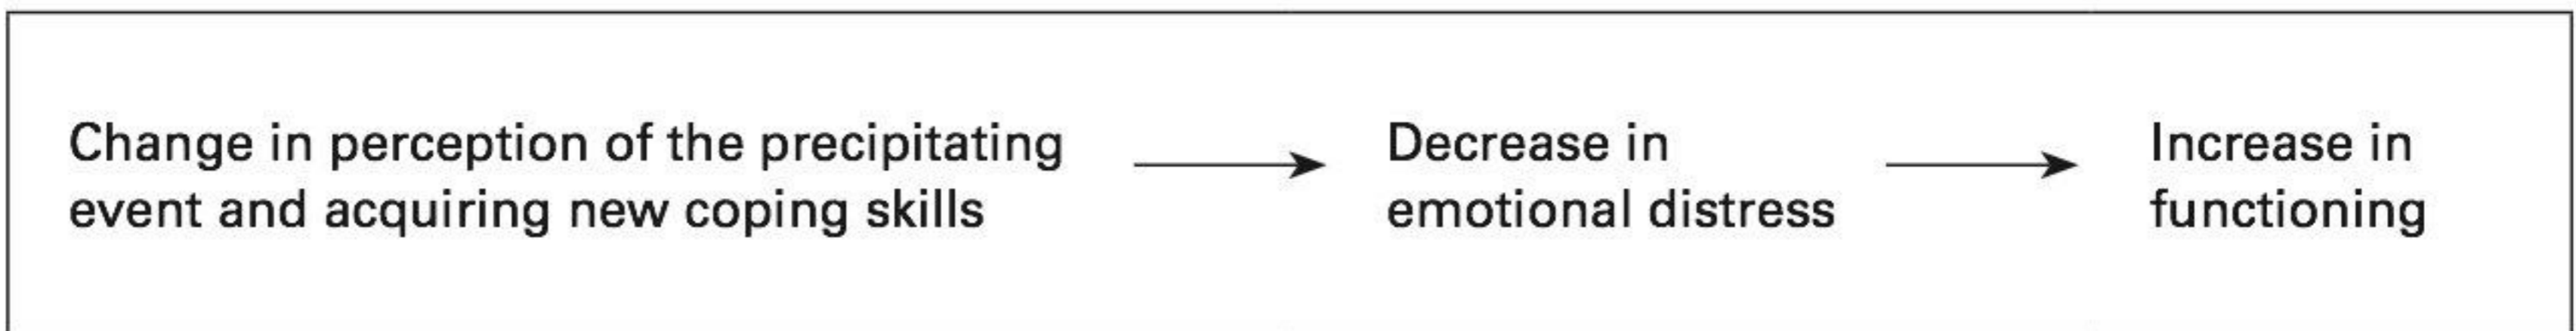 Change in perception of the precipitating
event and acquiring new coping skills
Decrease in
emotional distress
Increase in
functioning